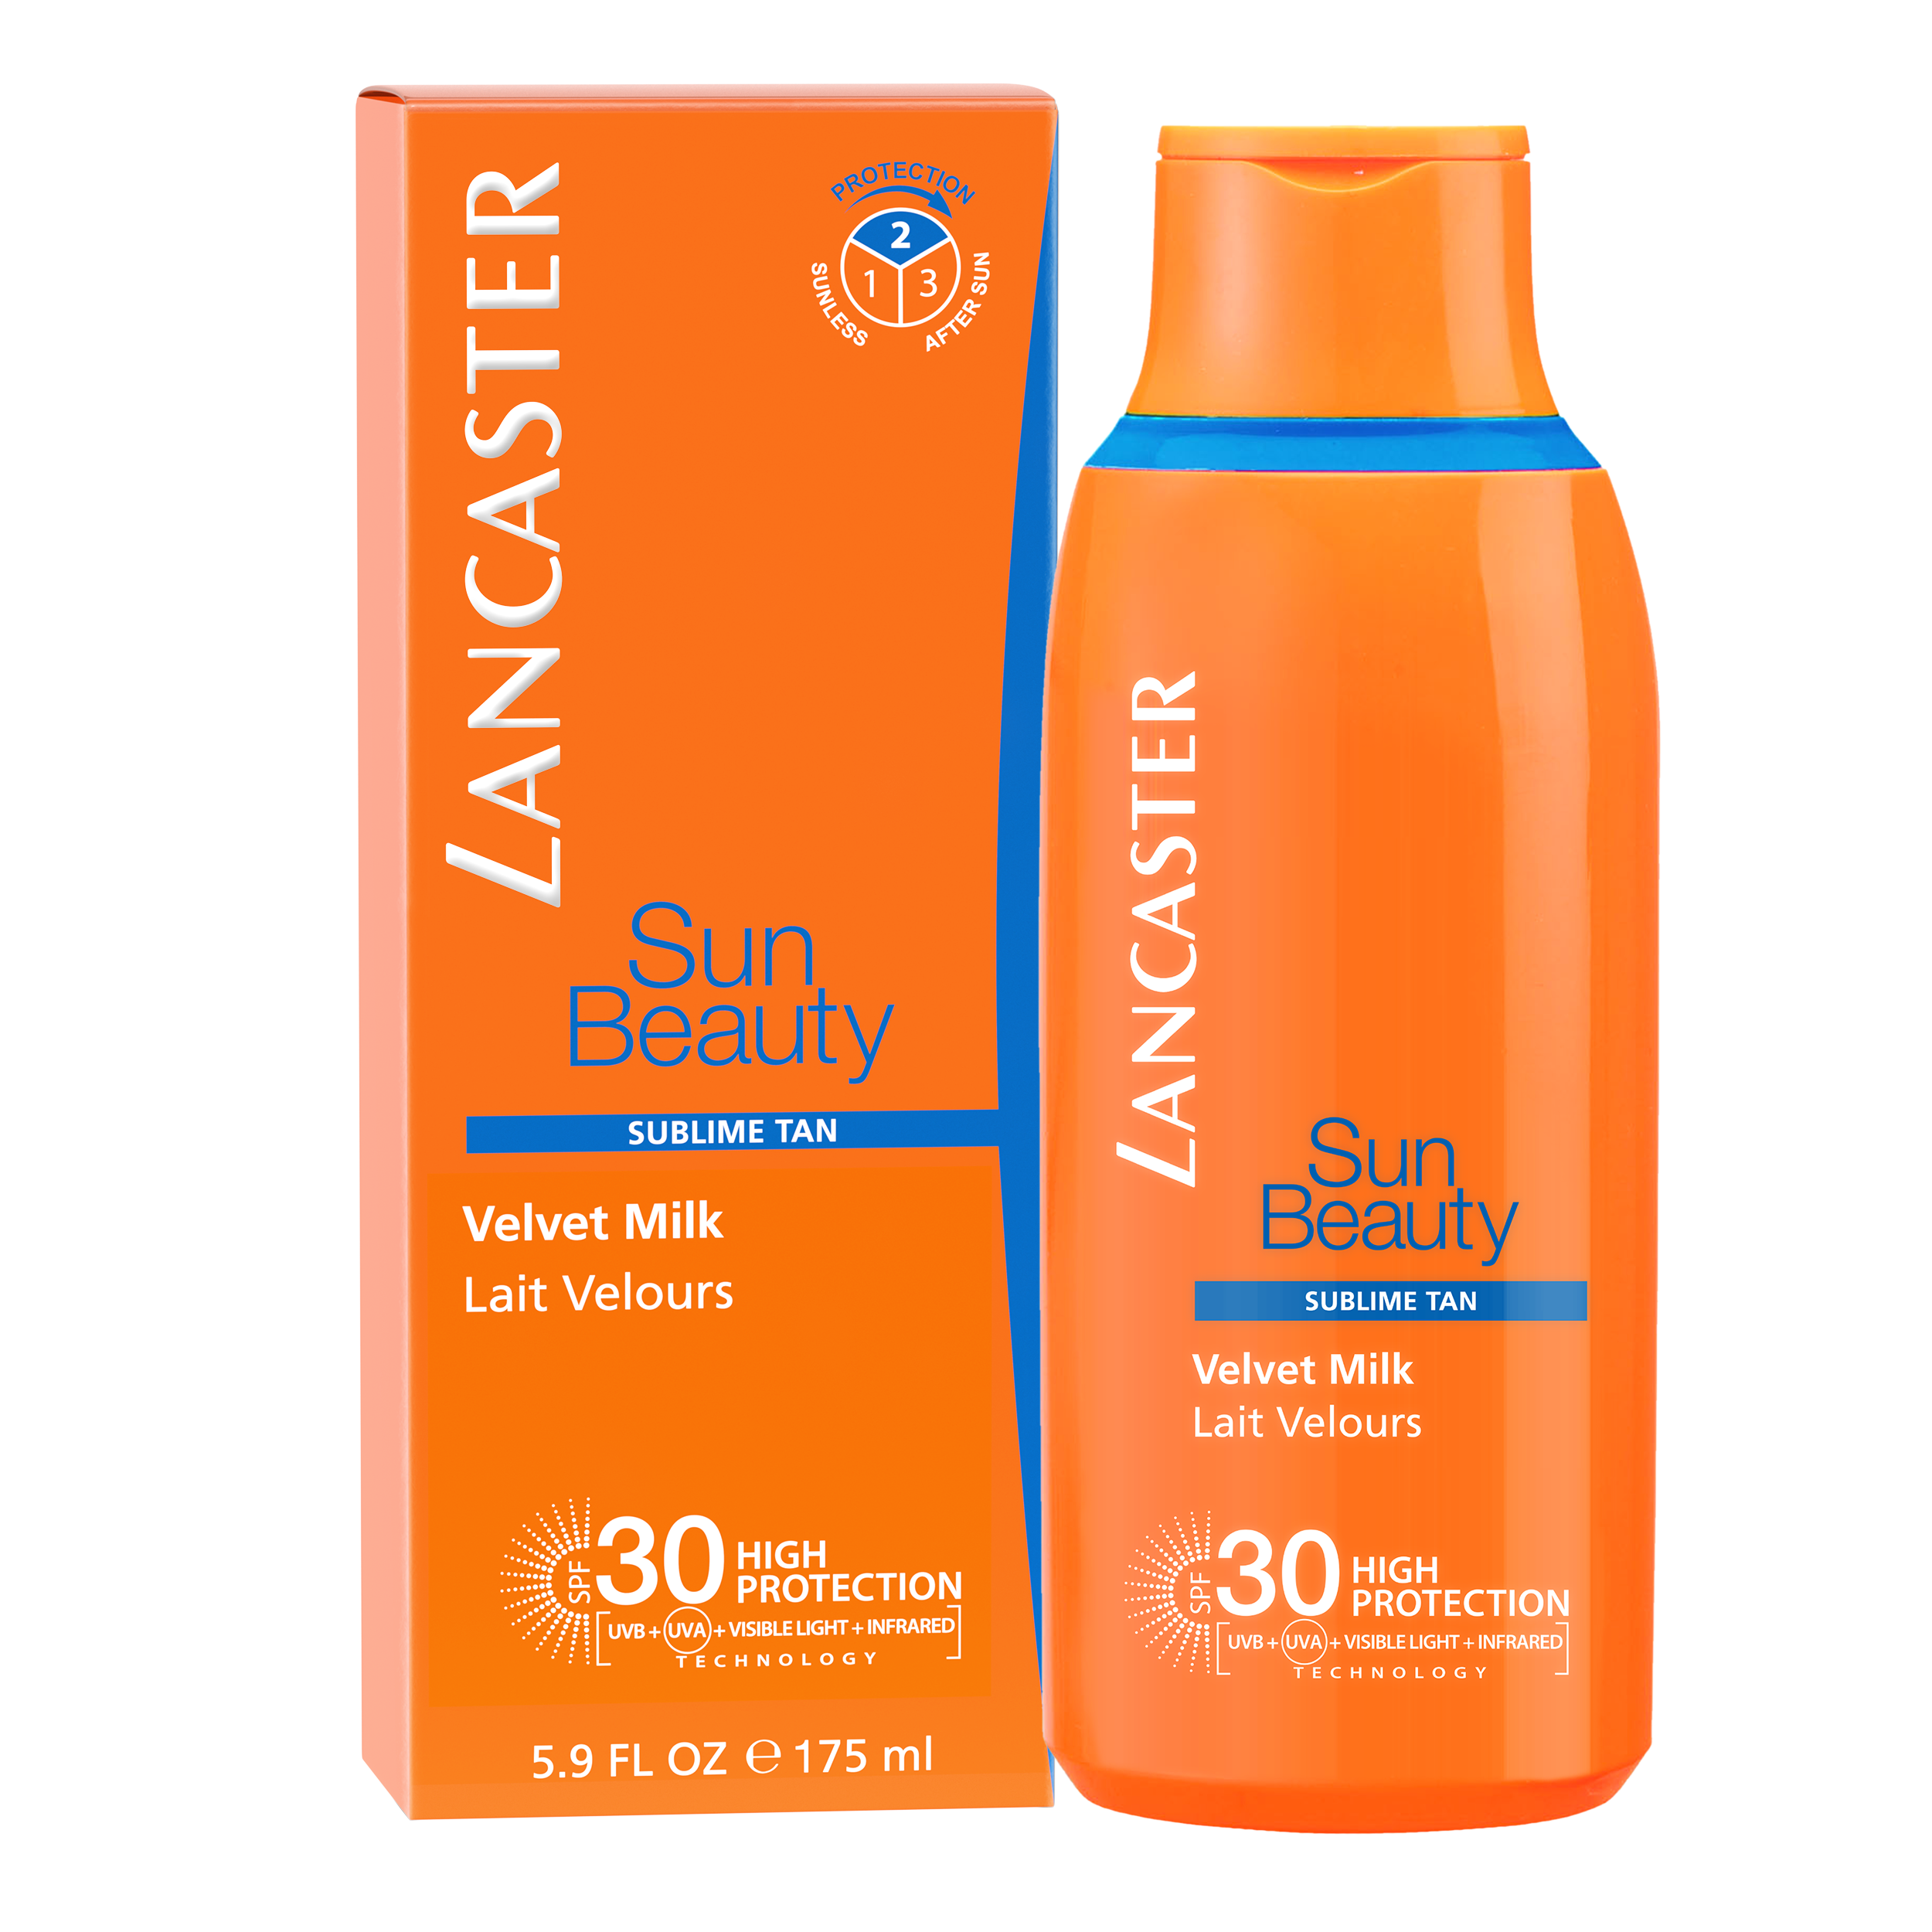 LANCASTER
PROTECTION
2
1
3
SUNLESS
AFTER SUN
Sun
Beauty
SUBLIME TAN
Velvet Milk
Lait Velours
SPF 30 HIGH
PROTECTION
UVB + UVA + VISIBLE LIGHT + INFRARED
TECHNOLOGY
5.9 FL OZ ℮ 175 ml
LANCASTER
Sun
Beauty
SUBLIME TAN
Velvet Milk
Lait Velours
SPF 30 HIGH
PROTECTION
UVB + UVA + VISIBLE LIGHT + INFRARED
TECHNOLOGY